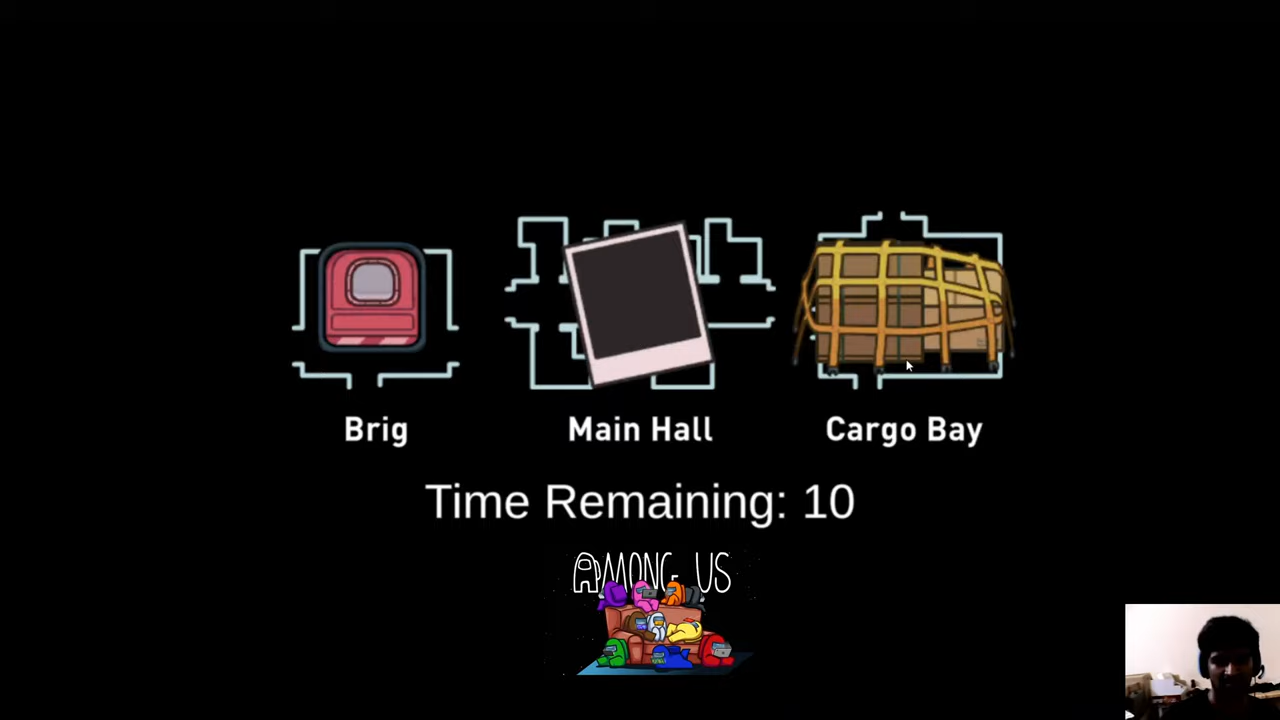 Brig
Main Hall
Cargo Bay
Time Remaining: 10
AMONG US